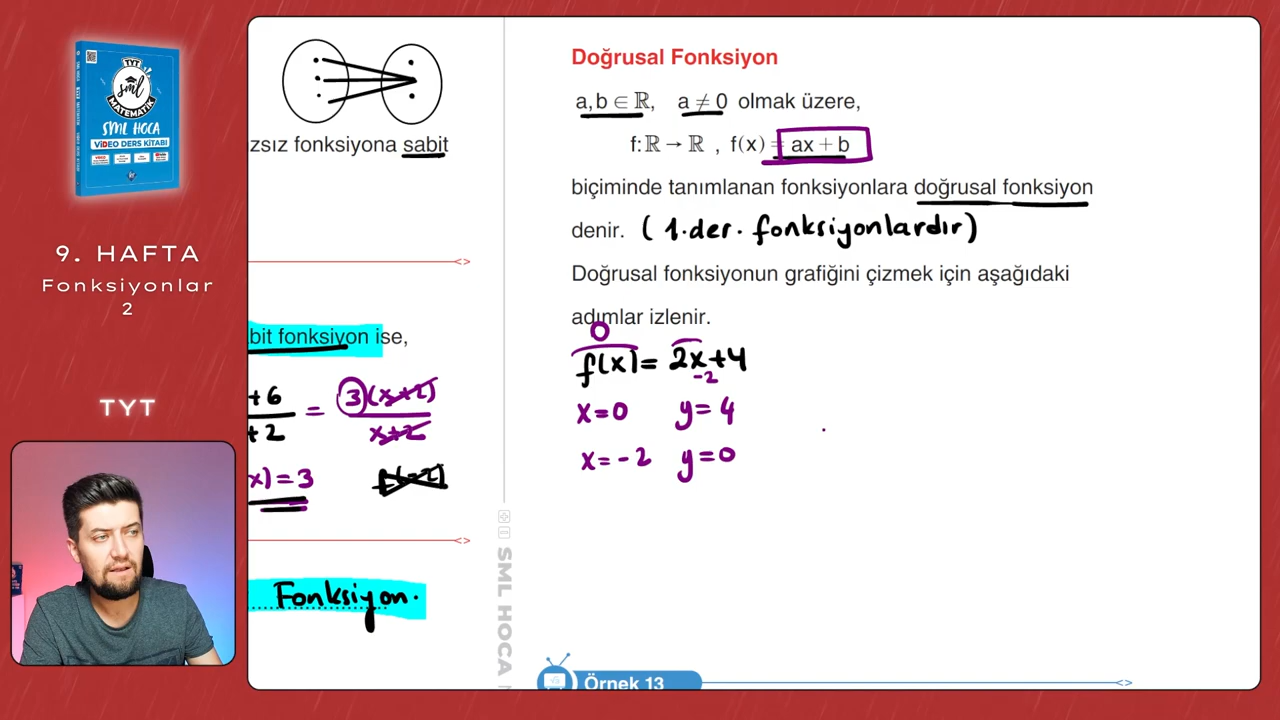 TYT
sml
MATEMATİK
SML HOCA
VİDEO DERS KİTABI
9. HAFTA
Fonksiyonlar
2
TYT
zsız fonksiyona sabit
bit fonksiyon ise,
+6
+2
= 3(x+2)
x+2
x)=3
f(-2)
Fonksiyon.
SML HOCA
Doğrusal Fonksiyon
a,b ∈ ℝ, a ≠ 0 olmak üzere,
f: ℝ → ℝ , f(x) = ax + b
biçiminde tanımlanan fonksiyonlara doğrusal fonksiyon
denir. (1.der. fonksiyonlardır)
Doğrusal fonksiyonun grafiğini çizmek için aşağıdaki
adımlar izlenir.
0
f(x)= 2x+4
-2
x=0 y=4
x=-2 y=0
Örnek 13